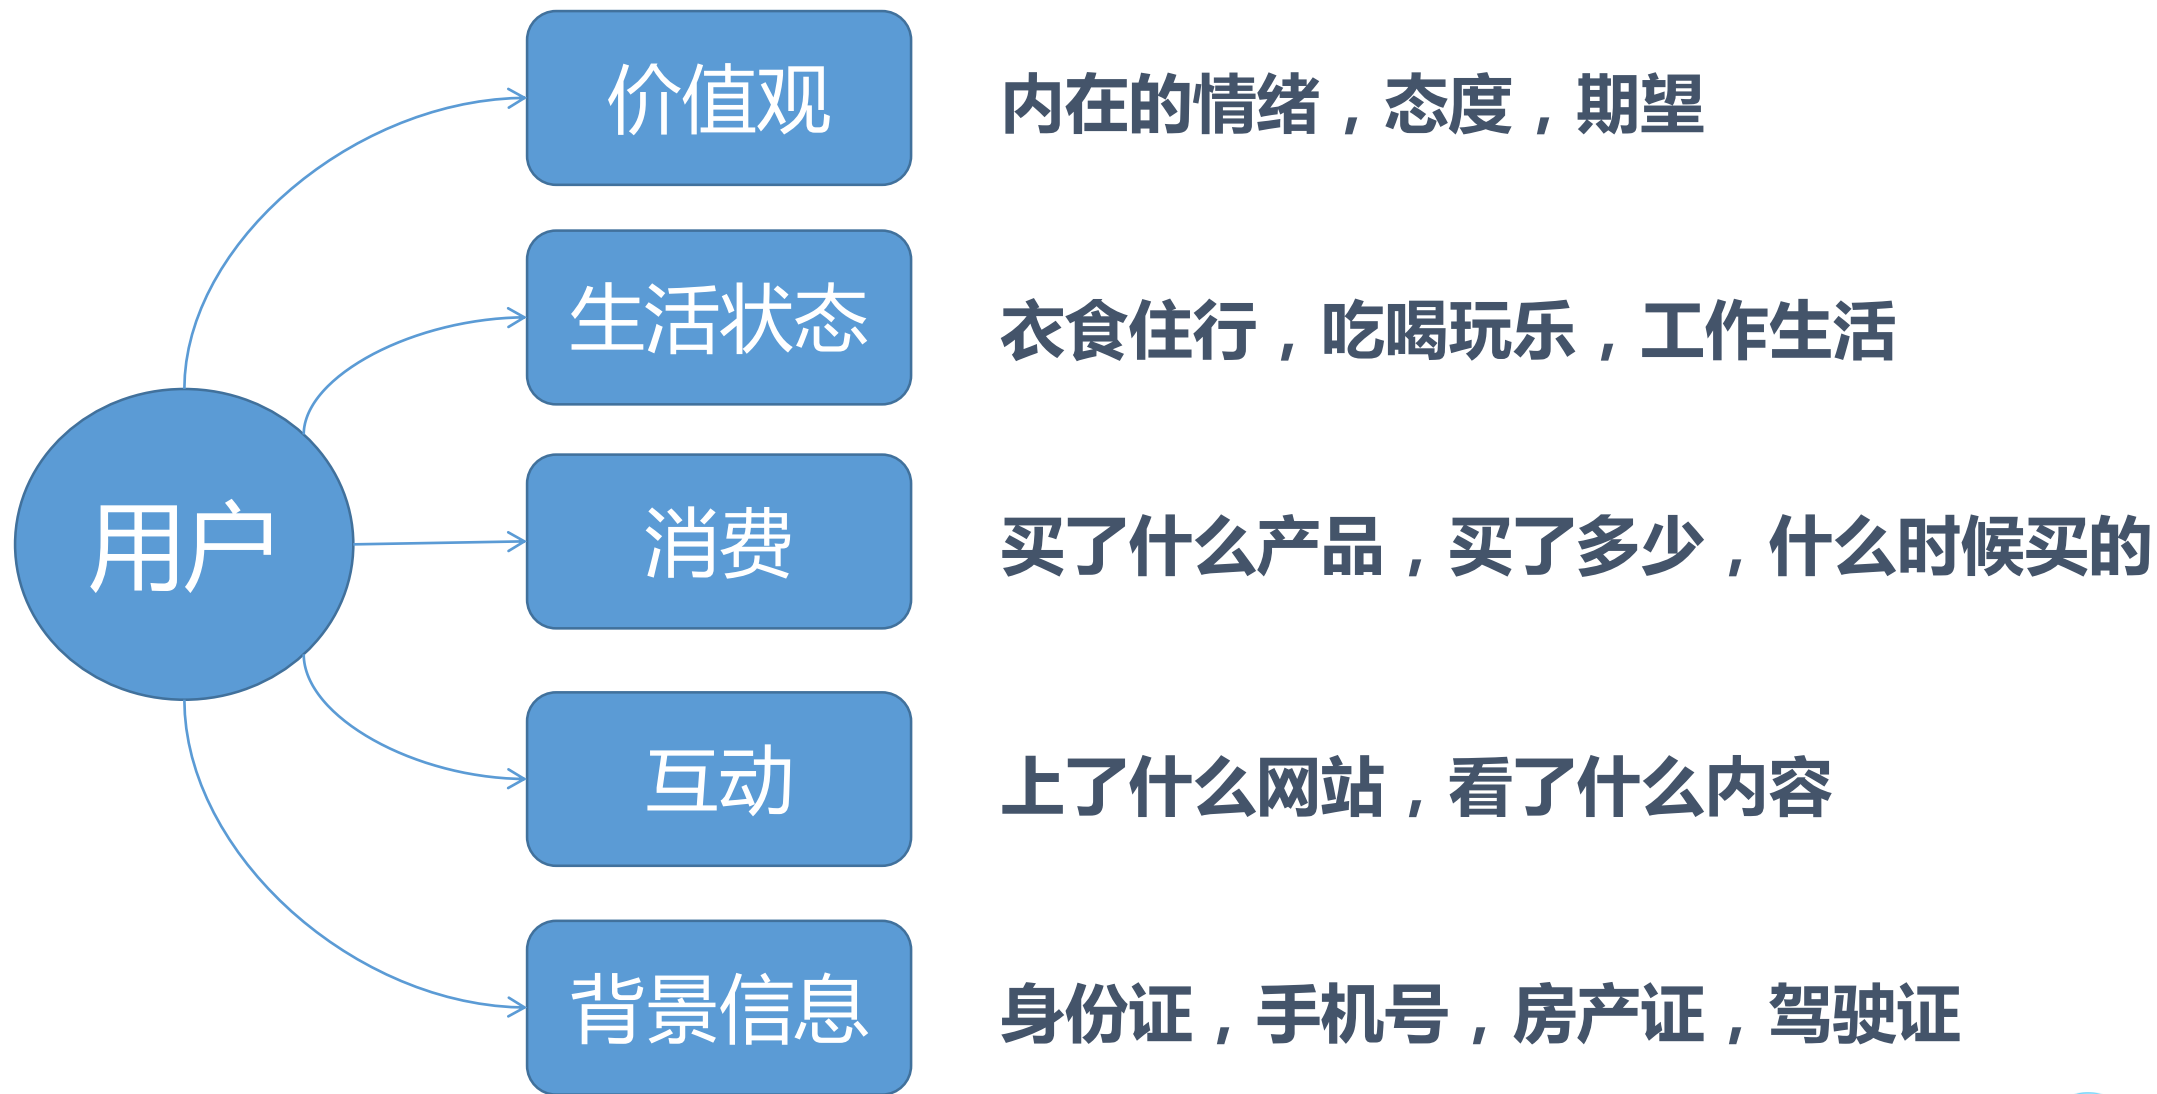 价值观
内在的情绪，态度，期望
生活状态
衣食住行，吃喝玩乐，工作生活
用户
消费
买了什么产品，买了多少，什么时候买的
互动
上了什么网站，看了什么内容
背景信息
身份证，手机号，房产证，驾驶证